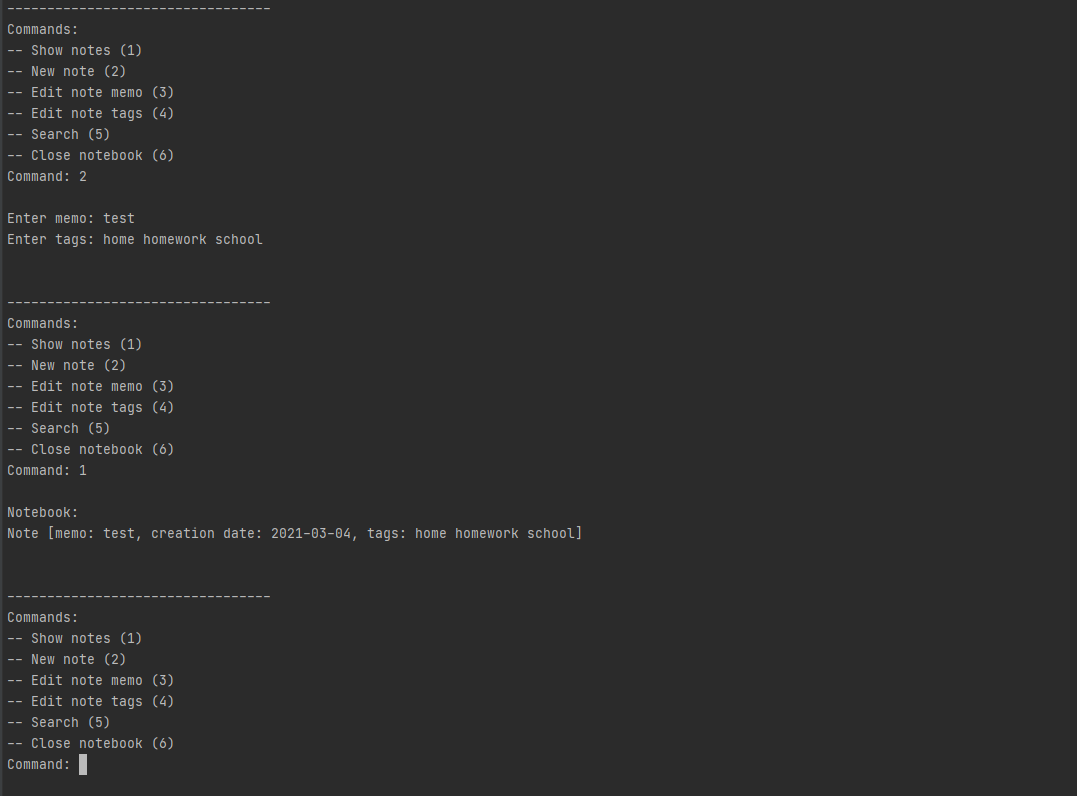 ---------------------------------
Commands:
-- Show notes (1)
-- New note (2)
-- Edit note memo (3)
-- Edit note tags (4)
-- Search (5)
-- Close notebook (6)
Command: 2
Enter memo: test
Enter tags: home homework school
---------------------------------
Commands:
-- Show notes (1)
-- New note (2)
-- Edit note memo (3)
-- Edit note tags (4)
-- Search (5)
-- Close notebook (6)
Command: 1
Notebook:
Note [memo: test, creation date: 2021-03-04, tags: home homework school]
---------------------------------
Commands:
-- Show notes (1)
-- New note (2)
-- Edit note memo (3)
-- Edit note tags (4)
-- Search (5)
-- Close notebook (6)
Command: